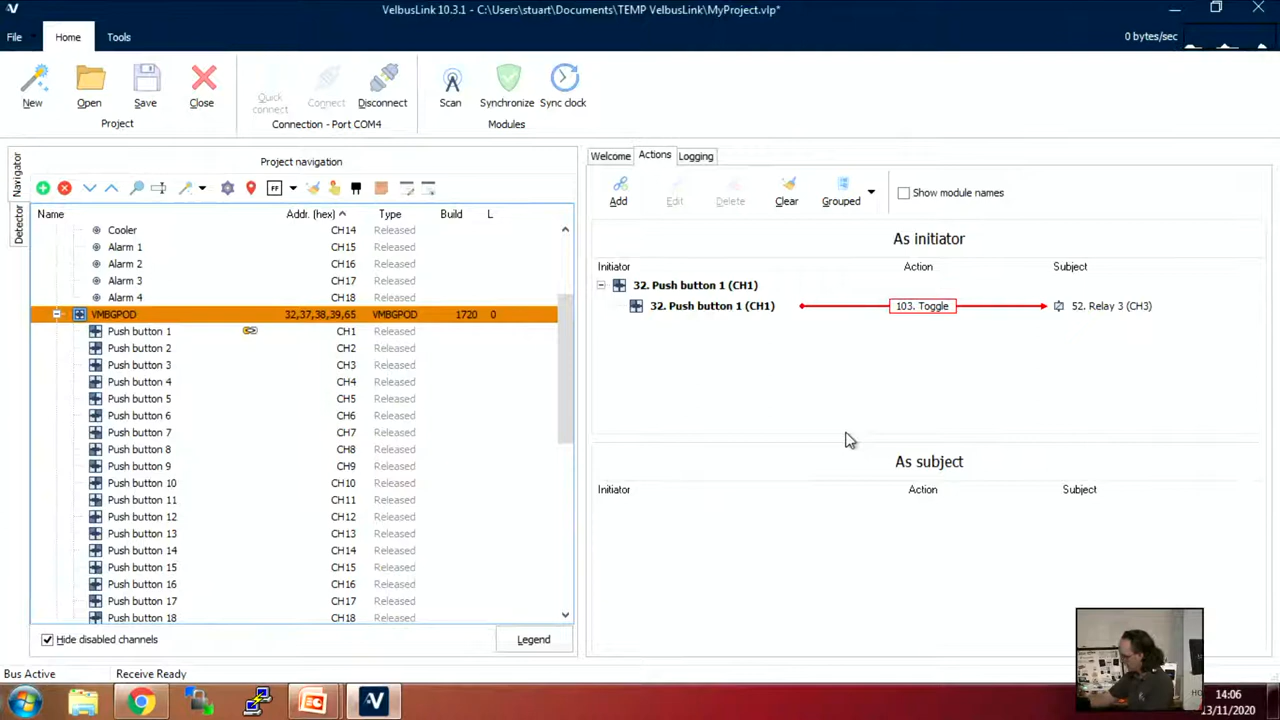 VelbusLink 10.3.1 - C:\Users\stuart\Documents\TEMP VelbusLink\MyProject.vlp*
File Home Tools 0 bytes/sec
New Open Save Close Quick connect Connect Disconnect Scan Synchronize Sync clock
Project Connection - Port COM4 Modules
Navigator
Detector
Project navigation
FF
Name Addr. (hex) Type Build L
Cooler CH14 Released
Alarm 1 CH15 Released
Alarm 2 CH16 Released
Alarm 3 CH17 Released
Alarm 4 CH18 Released
VMBGPOD 32,37,38,39,65 VMBGPOD 1720 0
Push button 1 CH1 Released
Push button 2 CH2 Released
Push button 3 CH3 Released
Push button 4 CH4 Released
Push button 5 CH5 Released
Push button 6 CH6 Released
Push button 7 CH7 Released
Push button 8 CH8 Released
Push button 9 CH9 Released
Push button 10 CH10 Released
Push button 11 CH11 Released
Push button 12 CH12 Released
Push button 13 CH13 Released
Push button 14 CH14 Released
Push button 15 CH15 Released
Push button 16 CH16 Released
Push button 17 CH17 Released
Push button 18 CH18 Released
Hide disabled channels Legend
Welcome Actions Logging
Add Edit Delete Clear Grouped Show module names
As initiator
Initiator Action Subject
32. Push button 1 (CH1)
32. Push button 1 (CH1) 103. Toggle 52. Relay 3 (CH3)
As subject
Initiator Action Subject
Bus Active Receive Ready
14:06
13/11/2020